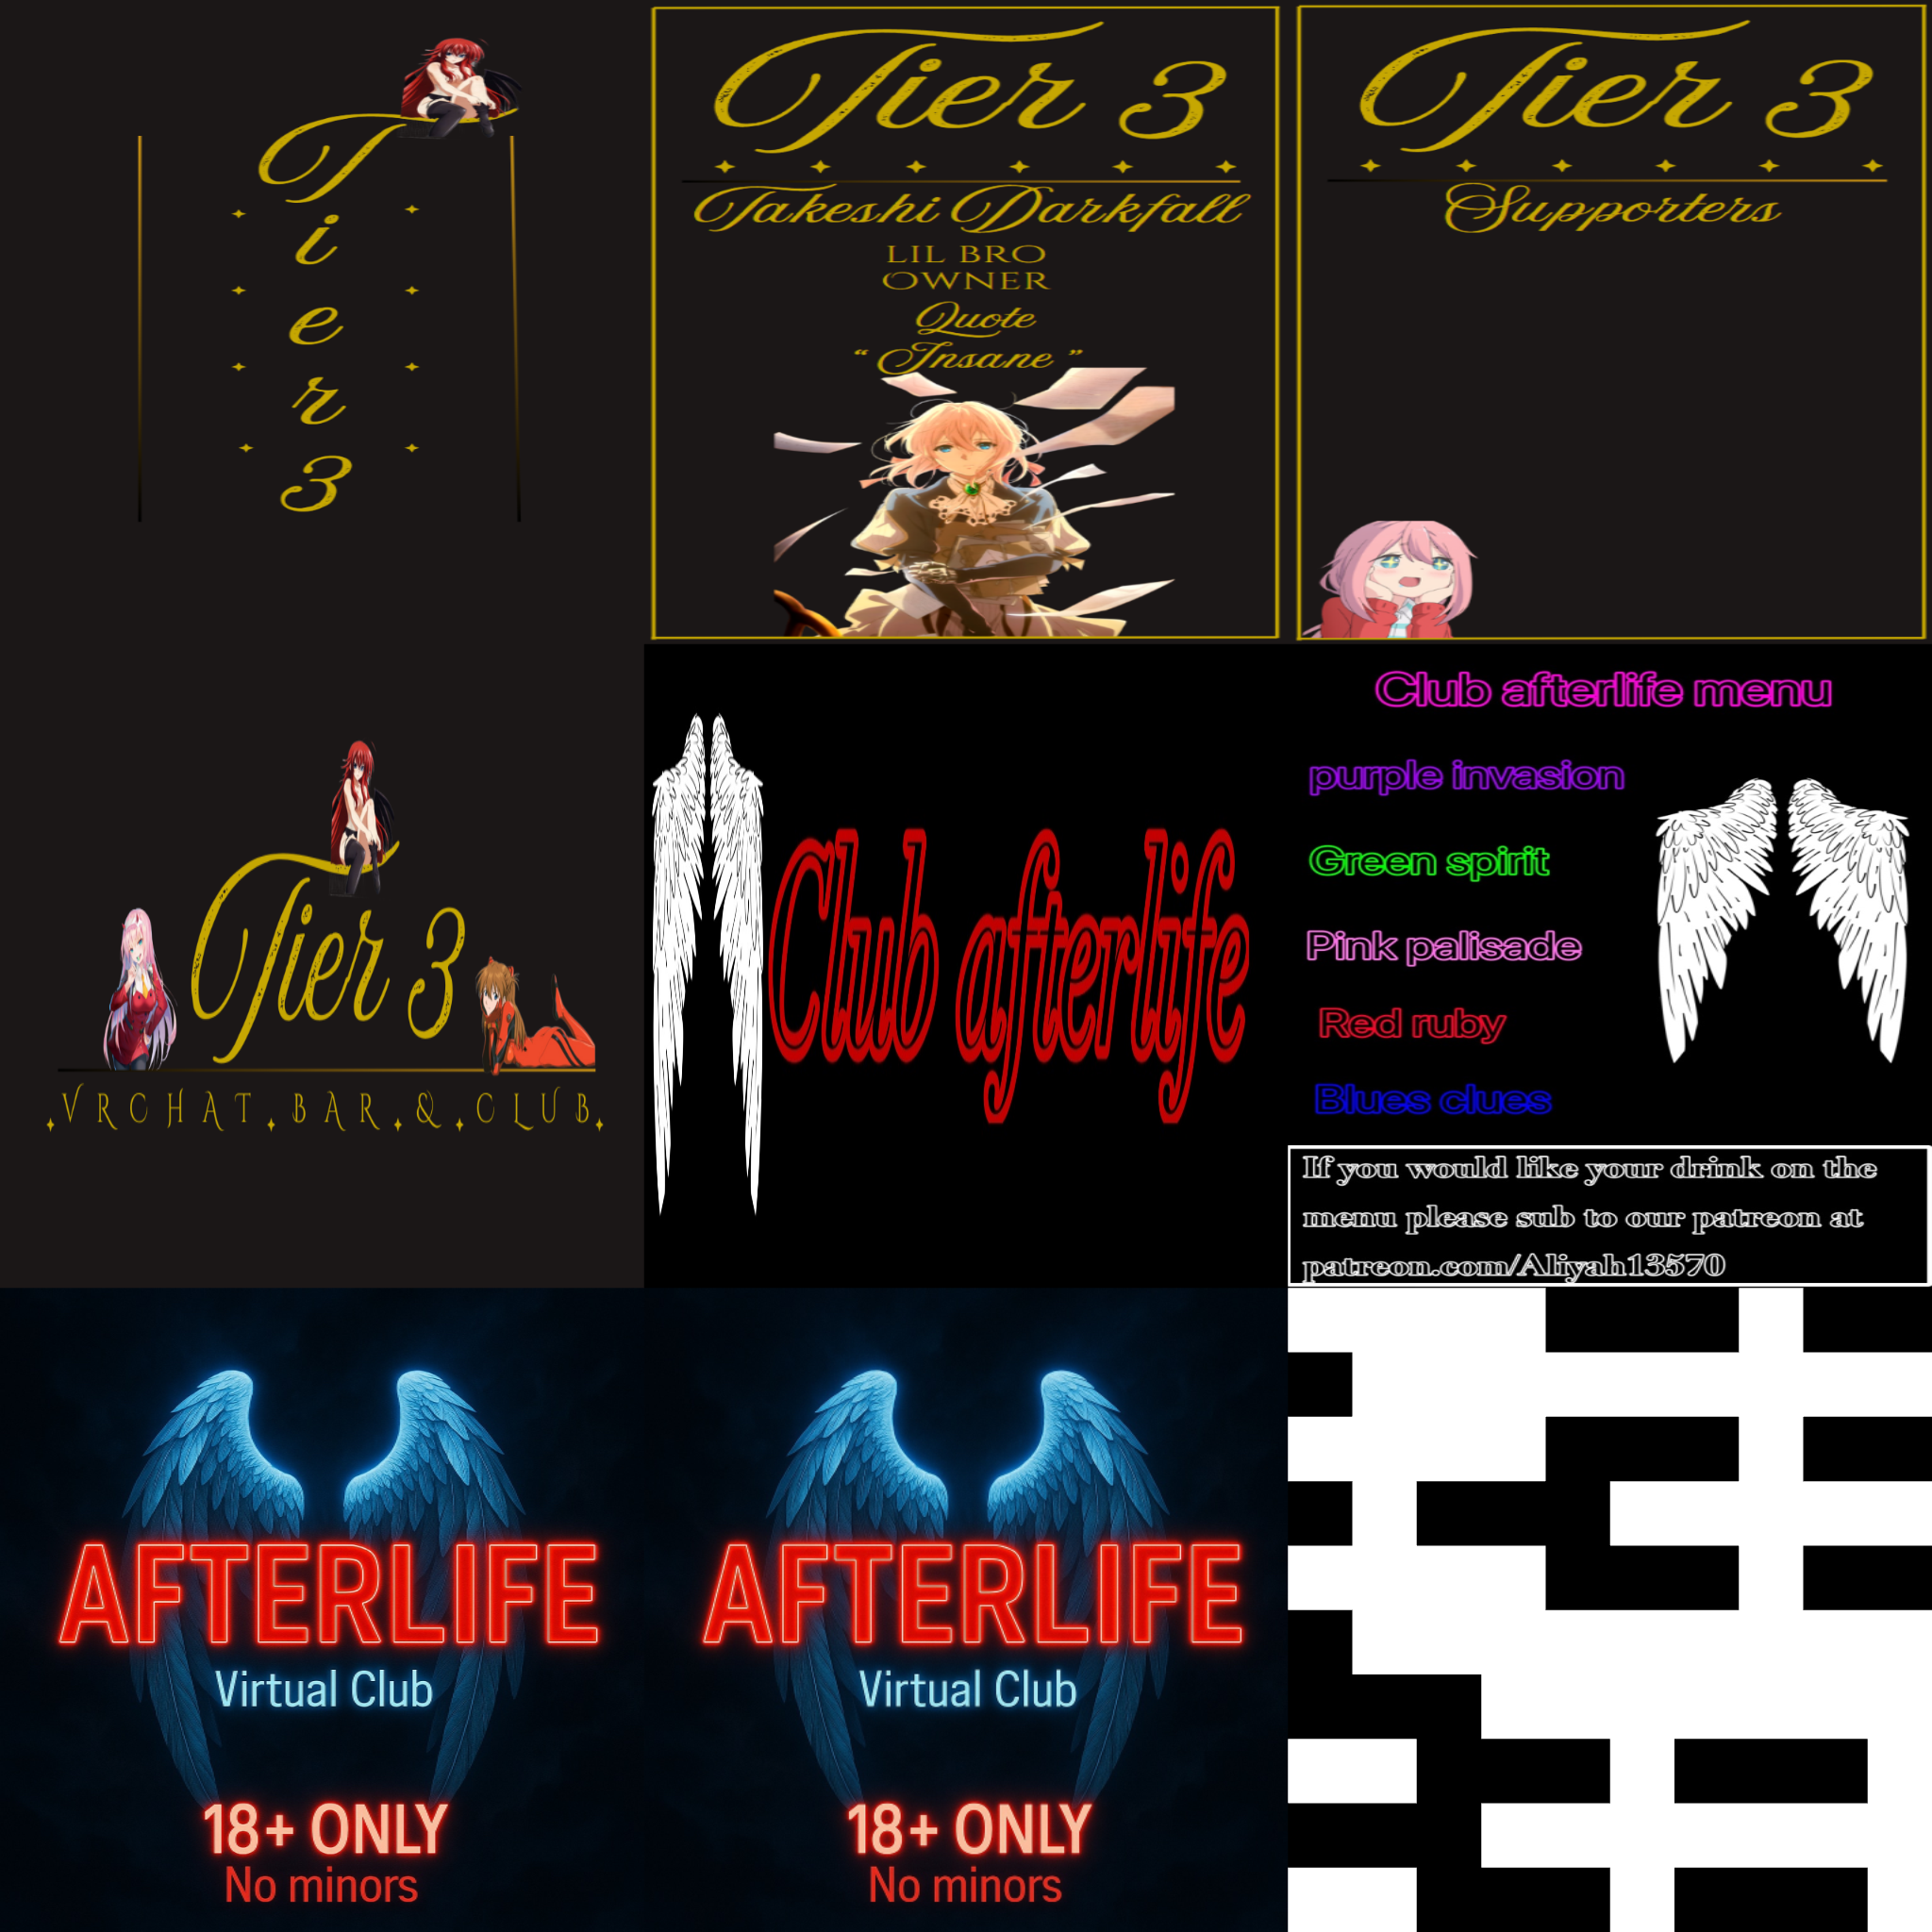 Tier 3
Tier 3
Takeshi Darkfall
LIL BRO
OWNER
Quote
“ Insane ”
Tier 3
Supporters
Tier 3
VRCHAT BAR & CLUB
Club afterlife
Club afterlife menu
purple invasion
Green spirit
Pink palisade
Red ruby
Blues clues
If you would like your drink on the
menu please sub to our patreon at
patreon.com/Aliyah13570
AFTERLIFE
Virtual Club
18+ ONLY
No minors
AFTERLIFE
Virtual Club
18+ ONLY
No minors